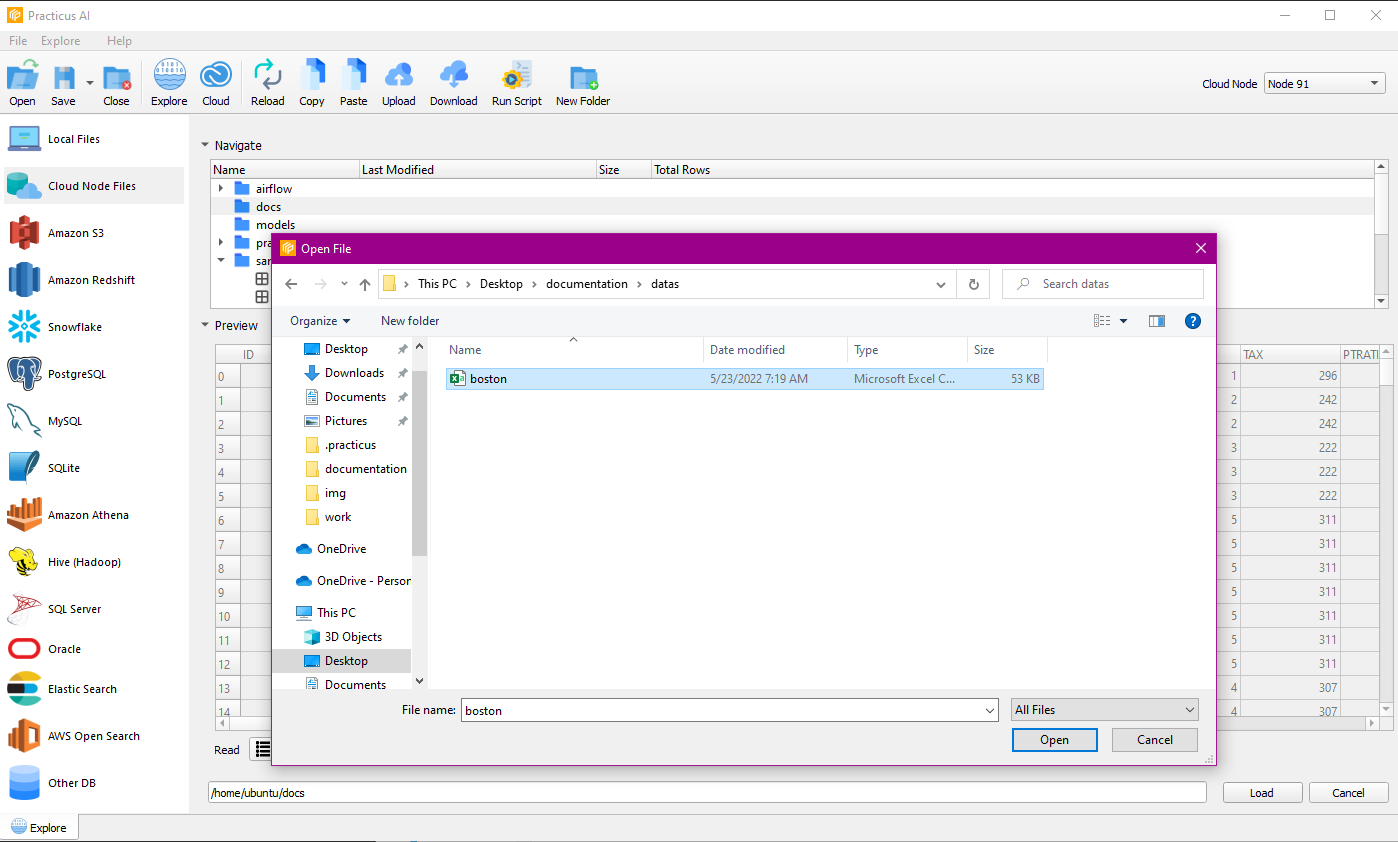 Practicus AI
File Explore Help
Open Save Close Explore Cloud Reload Copy Paste Upload Download Run Script New Folder
Cloud Node Node 91
Local Files
Cloud Node Files
Amazon S3
Amazon Redshift
Snowflake
PostgreSQL
MySQL
SQLite
Amazon Athena
Hive (Hadoop)
SQL Server
Oracle
Elastic Search
AWS Open Search
Other DB
Explore
Navigate
Name Last Modified Size Total Rows
airflow
docs
models
pra
sar
Preview
ID TAX PTRATI
0 1 296
1 2 242
2 2 242
3 3 222
4 3 222
5 3 222
6 5 311
7 5 311
8 5 311
9 5 311
10 5 311
11 5 311
12 5 311
13 4 307
14 4 307
Read
/home/ubuntu/docs
Load Cancel
Open File
This PC Desktop documentation datas
Search datas
Organize New folder
Desktop
Downloads
Documents
Pictures
.practicus
documentation
img
work
OneDrive
OneDrive - Person
This PC
3D Objects
Desktop
Documents
Name Date modified Type Size
boston 5/23/2022 7:19 AM Microsoft Excel C... 53 KB
File name: boston All Files
Open Cancel